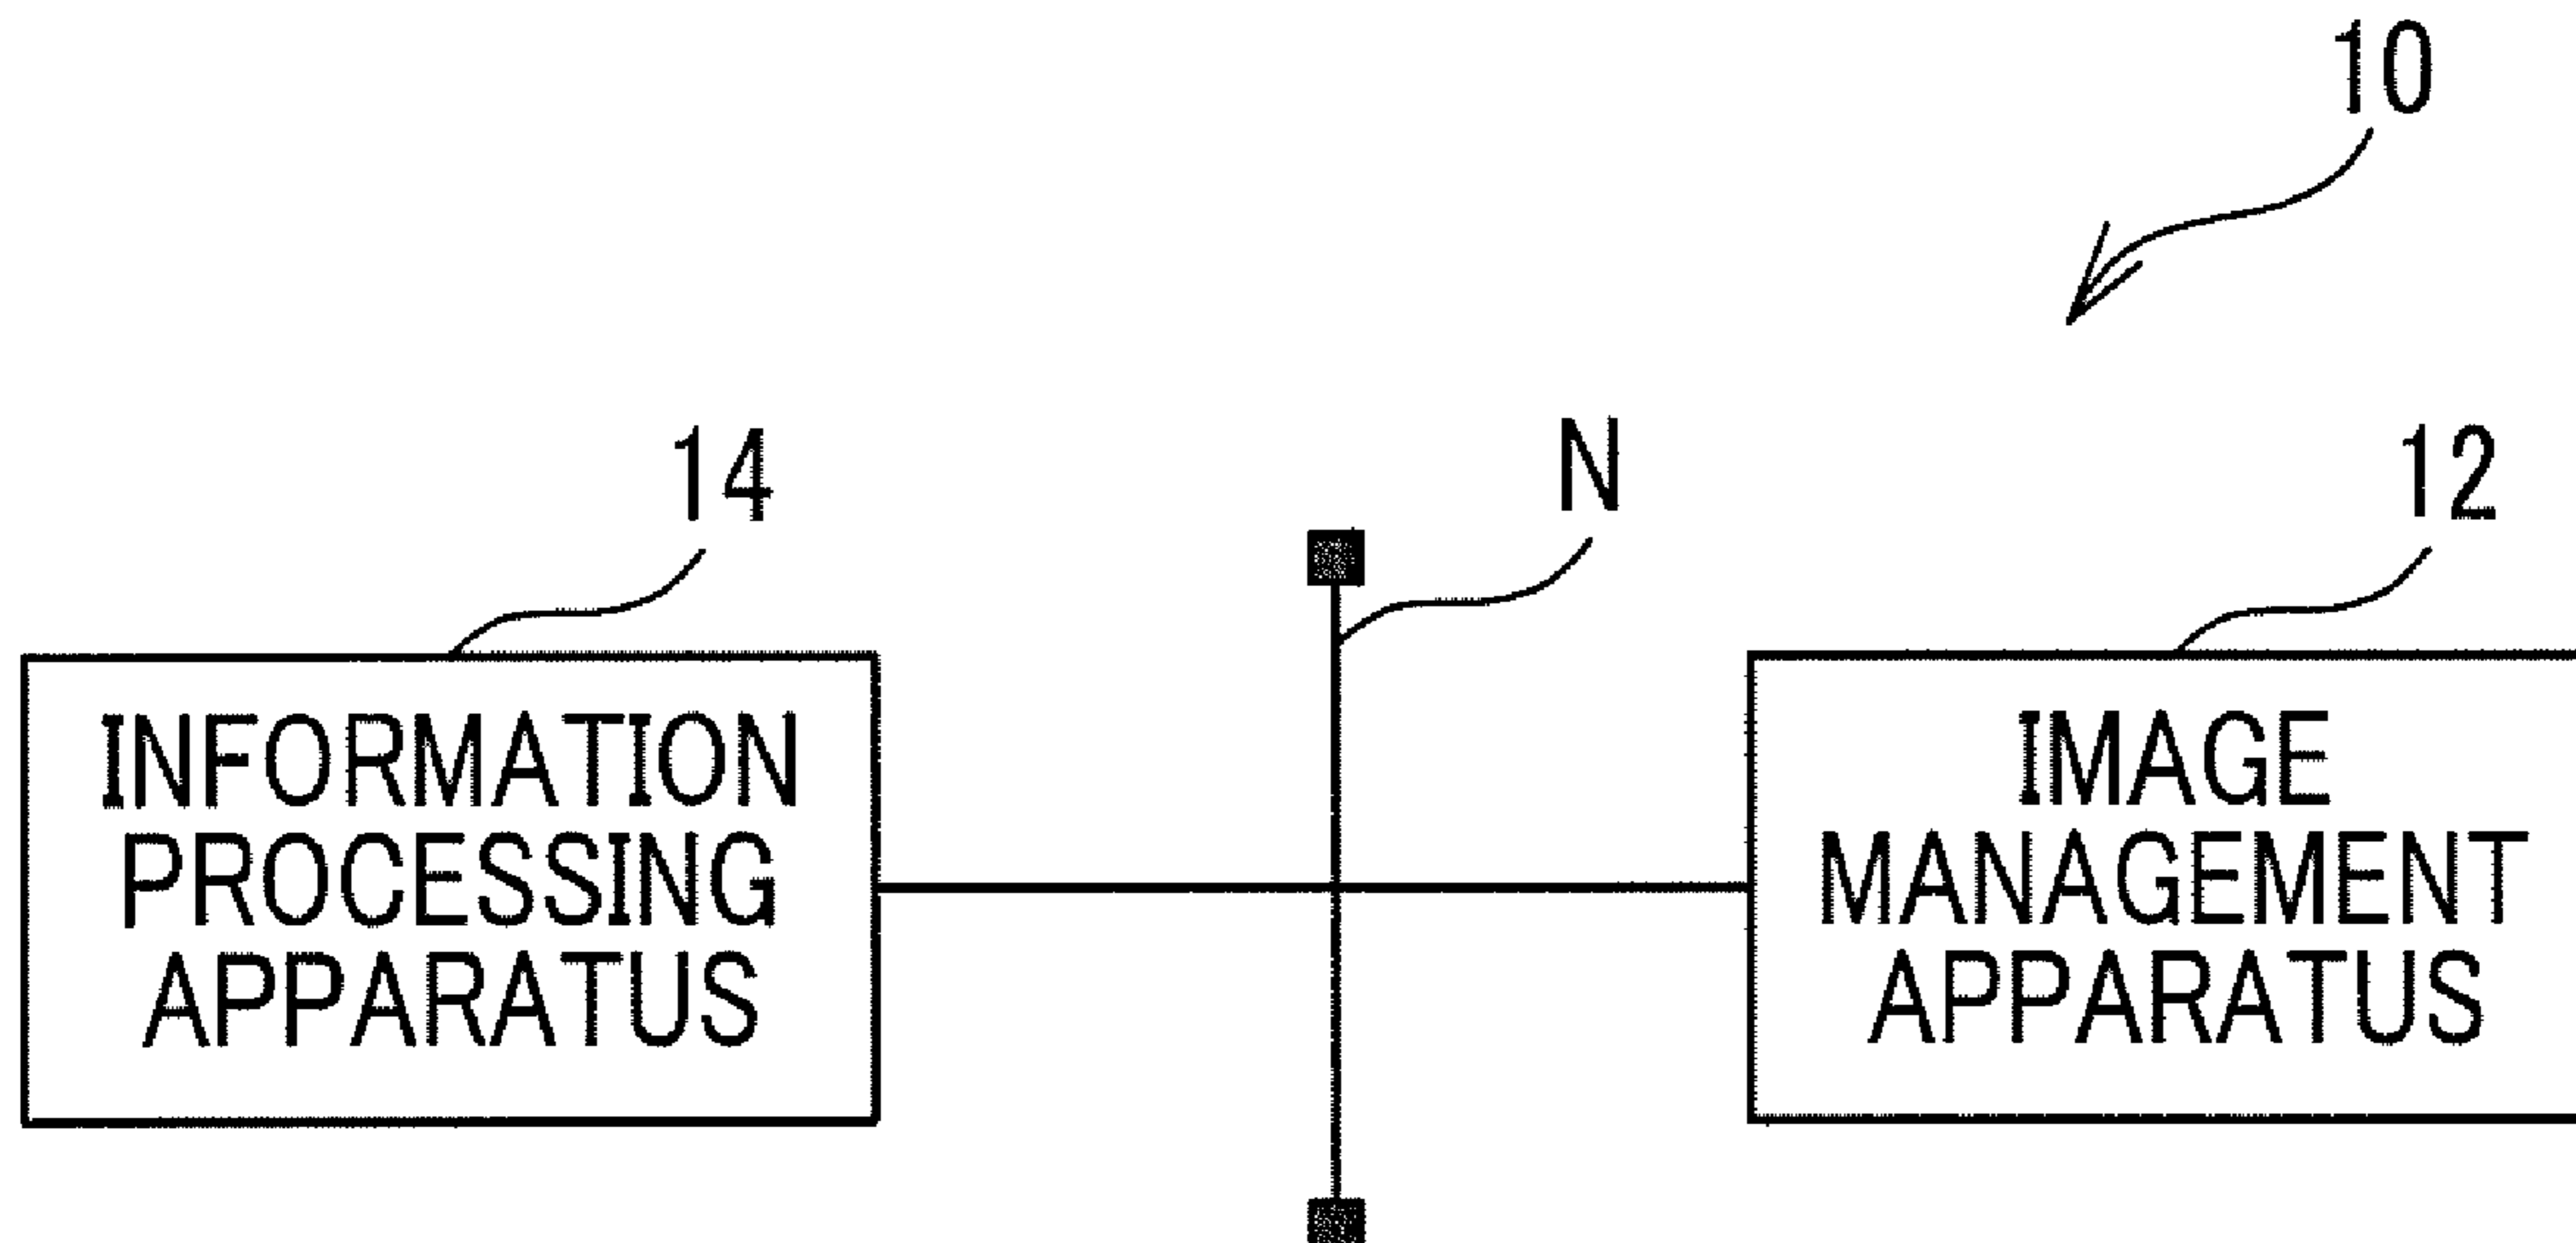 10
14
N
12
INFORMATION
PROCESSING
APPARATUS
IMAGE
MANAGEMENT
APPARATUS